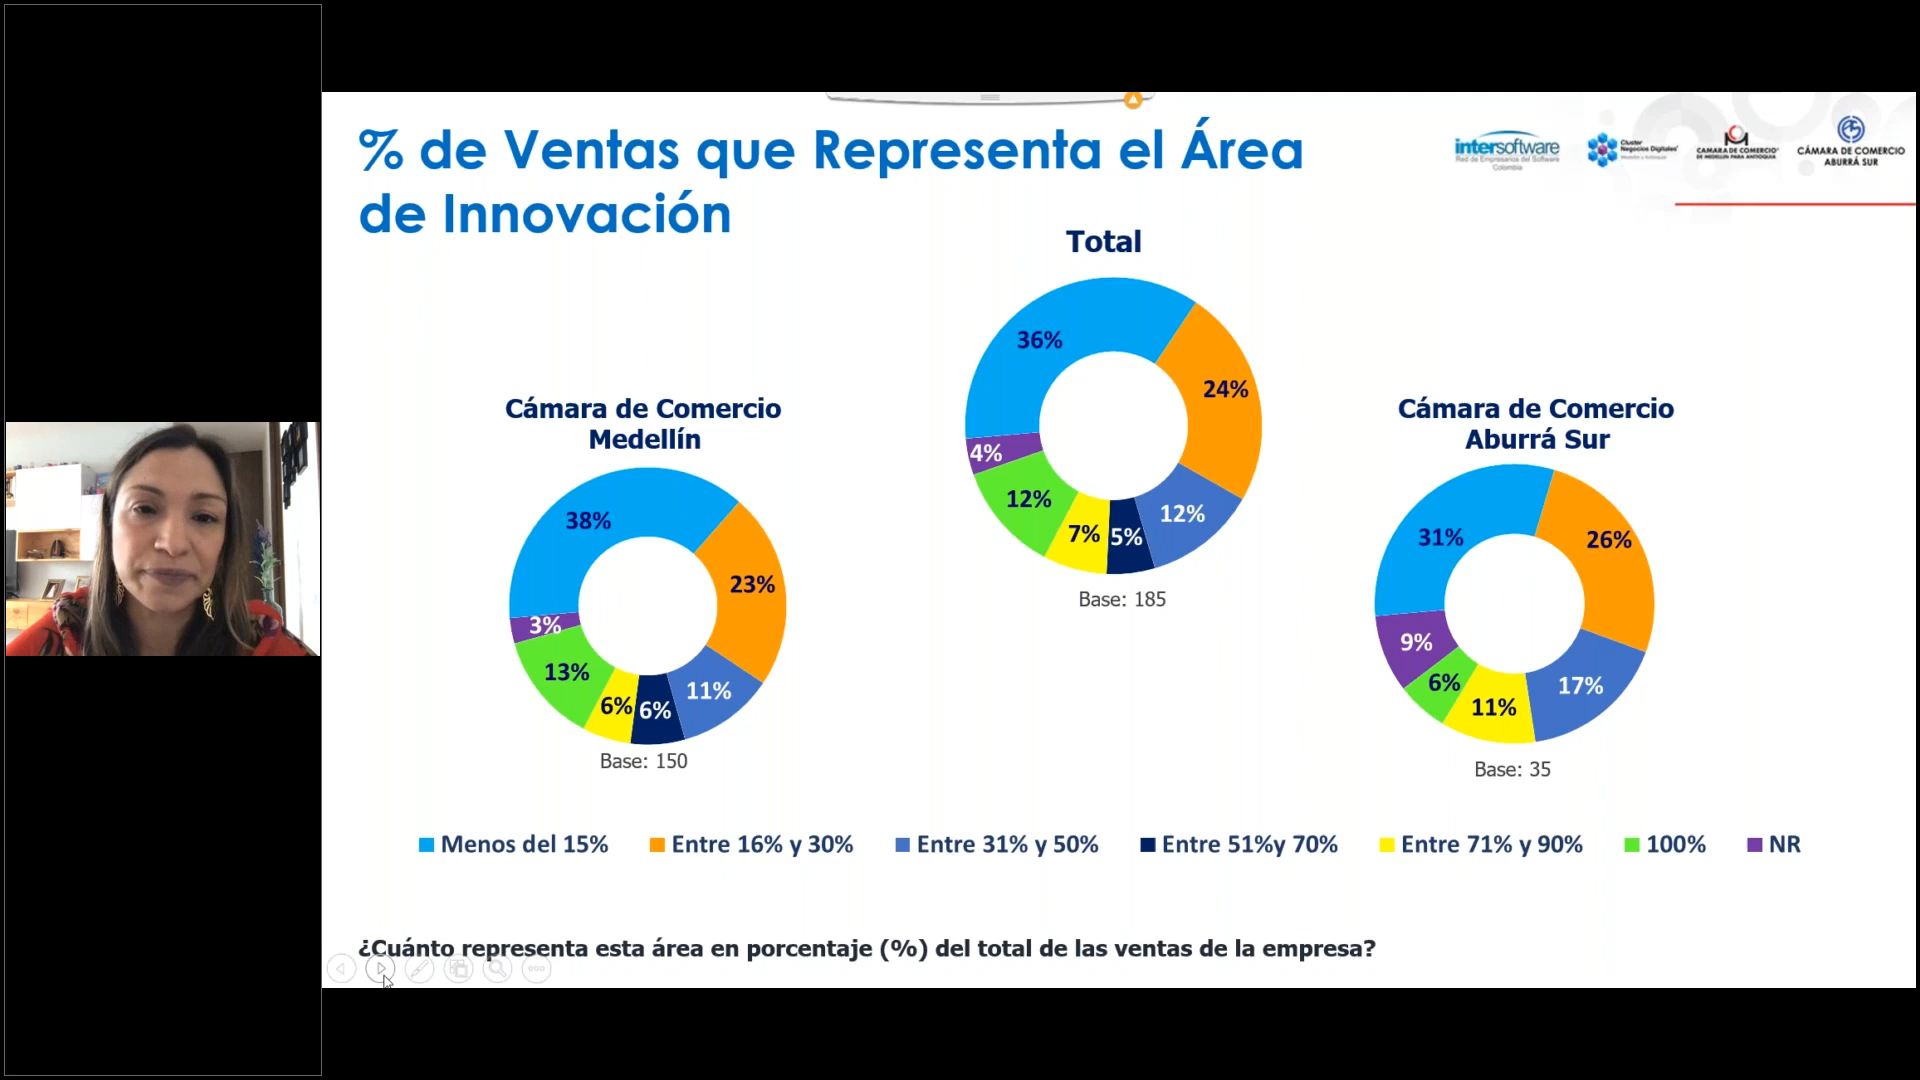 % de Ventas que Representa el Área
de Innovación
intersoftware
Red de Empresarios del Software
Colombia
Cluster
Negocios Digitales
Medellín y Antioquia
CAMARA DE COMERCIO
DE MEDELLIN PARA ANTIOQUIA
CÁMARA DE COMERCIO
ABURRÁ SUR
Total
36%
24%
4%
12%
7%
5%
12%
Base: 185
Cámara de Comercio
Medellín
38%
23%
3%
13%
6%
6%
11%
Base: 150
Cámara de Comercio
Aburrá Sur
31%
26%
9%
6%
11%
17%
Base: 35
Menos del 15% Entre 16% y 30% Entre 31% y 50% Entre 51%y 70% Entre 71% y 90% 100% NR
¿Cuánto representa esta área en porcentaje (%) del total de las ventas de la empresa?